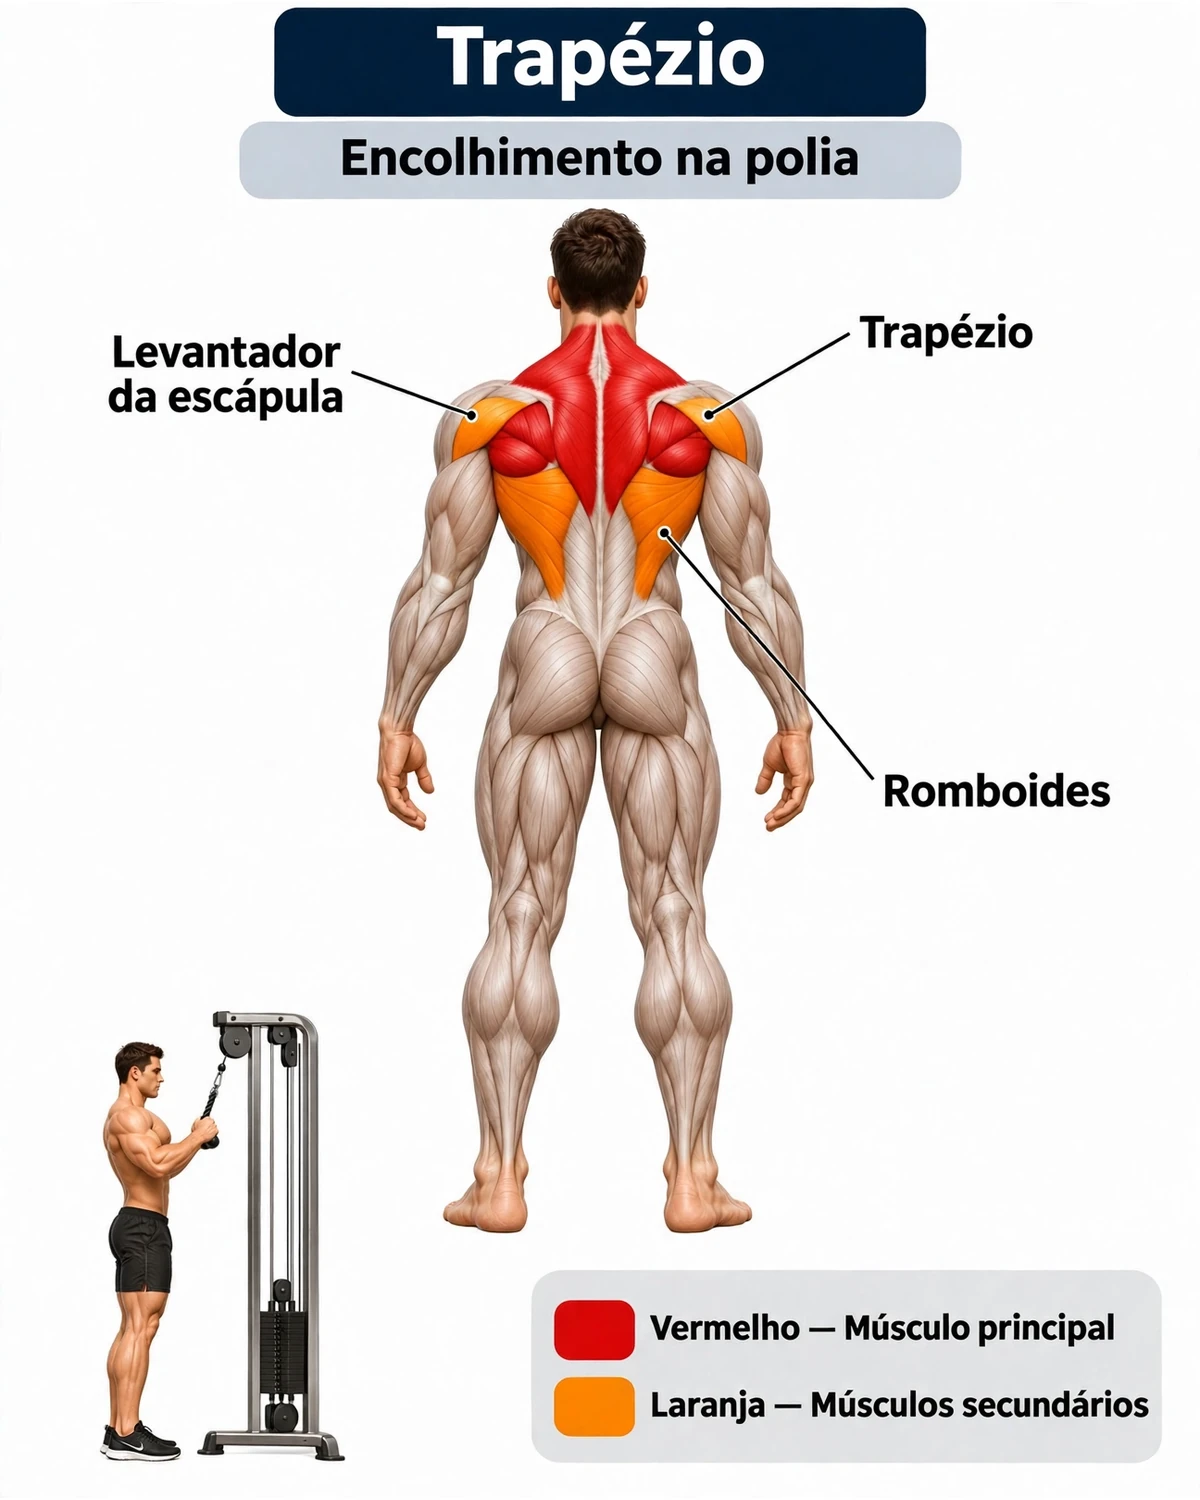 Trapézio
Encolhimento na polia
Levantador
da escápula
Trapézio
Romboides
Vermelho — Músculo principal
Laranja — Músculos secundários